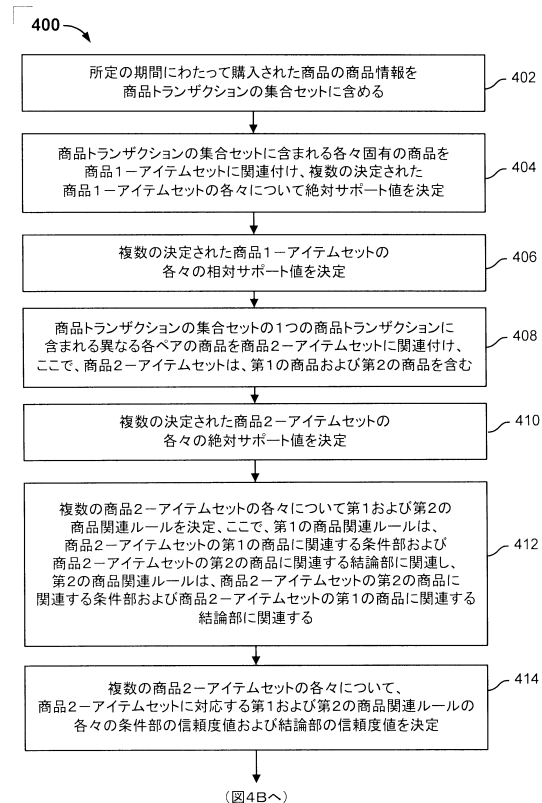 400
所定の期間にわたって購入された商品の商品情報を
商品トランザクションの集合セットに含める
402
商品トランザクションの集合セットに含まれる各々固有の商品を
商品1－アイテムセットに関連付け、複数の決定された
商品1－アイテムセットの各々について絶対サポート値を決定
404
複数の決定された商品1－アイテムセットの
各々の相対サポート値を決定
406
商品トランザクションの集合セットの1つの商品トランザクションに
含まれる異なる各ペアの商品を商品2－アイテムセットに関連付け、
ここで、商品2－アイテムセットは、第1の商品および第2の商品を含む
408
複数の決定された商品2－アイテムセットの
各々の絶対サポート値を決定
410
複数の商品2－アイテムセットの各々について第1および第2の
商品関連ルールを決定、ここで、第1の商品関連ルールは、
商品2－アイテムセットの第1の商品に関連する条件部および
商品2－アイテムセットの第2の商品に関連する結論部に関連し、
第2の商品関連ルールは、商品2－アイテムセットの第2の商品に
関連する条件部および商品2－アイテムセットの第1の商品に関連する
結論部に関連する
412
複数の商品2－アイテムセットの各々について、
商品2－アイテムセットに対応する第1および第2の商品関連ルールの
各々の条件部の信頼度値および結論部の信頼度値を決定
414
(図4Bへ)